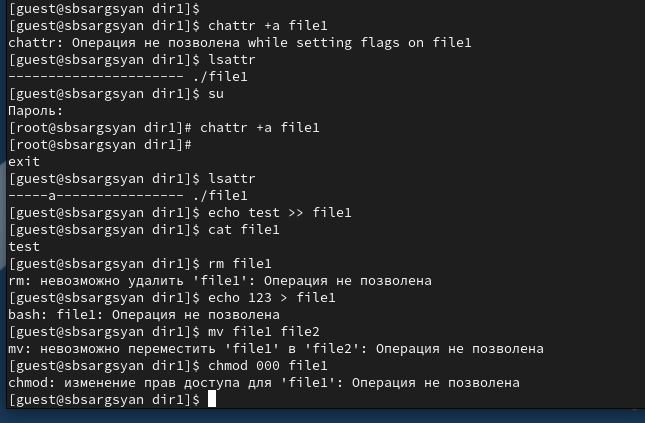 [guest@sbsargsyan dir1]$
[guest@sbsargsyan dir1]$ chattr +a file1
chattr: Операция не позволена while setting flags on file1
[guest@sbsargsyan dir1]$ lsattr
---------------------- ./file1
[guest@sbsargsyan dir1]$ su
Пароль:
[root@sbsargsyan dir1]# chattr +a file1
[root@sbsargsyan dir1]#
exit
[guest@sbsargsyan dir1]$ lsattr
-----a---------------- ./file1
[guest@sbsargsyan dir1]$ echo test >> file1
[guest@sbsargsyan dir1]$ cat file1
test
[guest@sbsargsyan dir1]$ rm file1
rm: невозможно удалить 'file1': Операция не позволена
[guest@sbsargsyan dir1]$ echo 123 > file1
bash: file1: Операция не позволена
[guest@sbsargsyan dir1]$ mv file1 file2
mv: невозможно переместить 'file1' в 'file2': Операция не позволена
[guest@sbsargsyan dir1]$ chmod 000 file1
chmod: изменение прав доступа для 'file1': Операция не позволена
[guest@sbsargsyan dir1]$